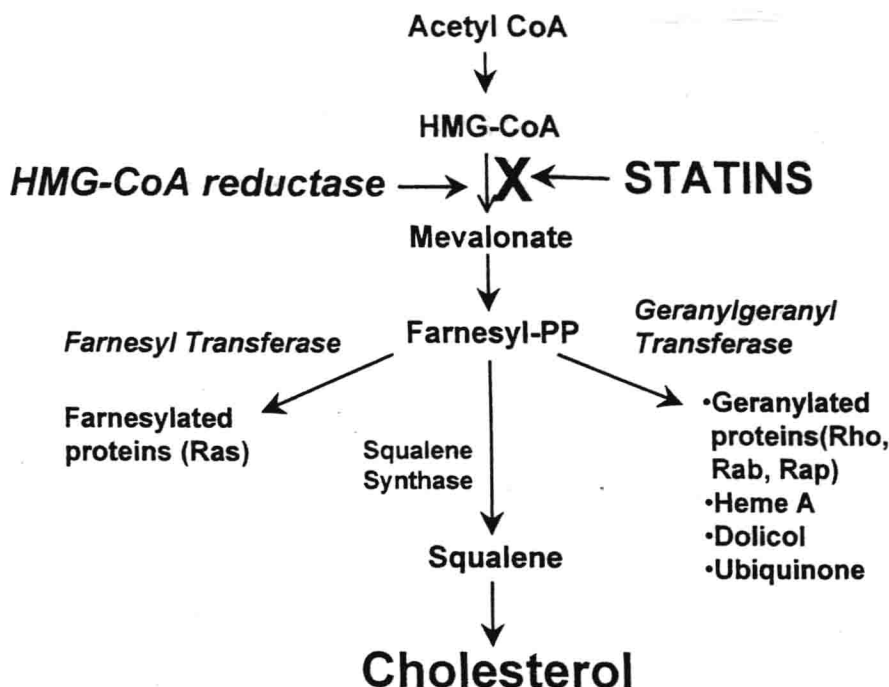 Acetyl CoA
HMG-CoA
HMG-CoA reductase
X
STATINS
Mevalonate
Farnesyl Transferase
Farnesyl-PP
Geranylgeranyl
Transferase
Farnesylated
proteins (Ras)
Squalene
Synthase
•Geranylated
proteins(Rho,
Rab, Rap)
•Heme A
•Dolicol
•Ubiquinone
Squalene
Cholesterol